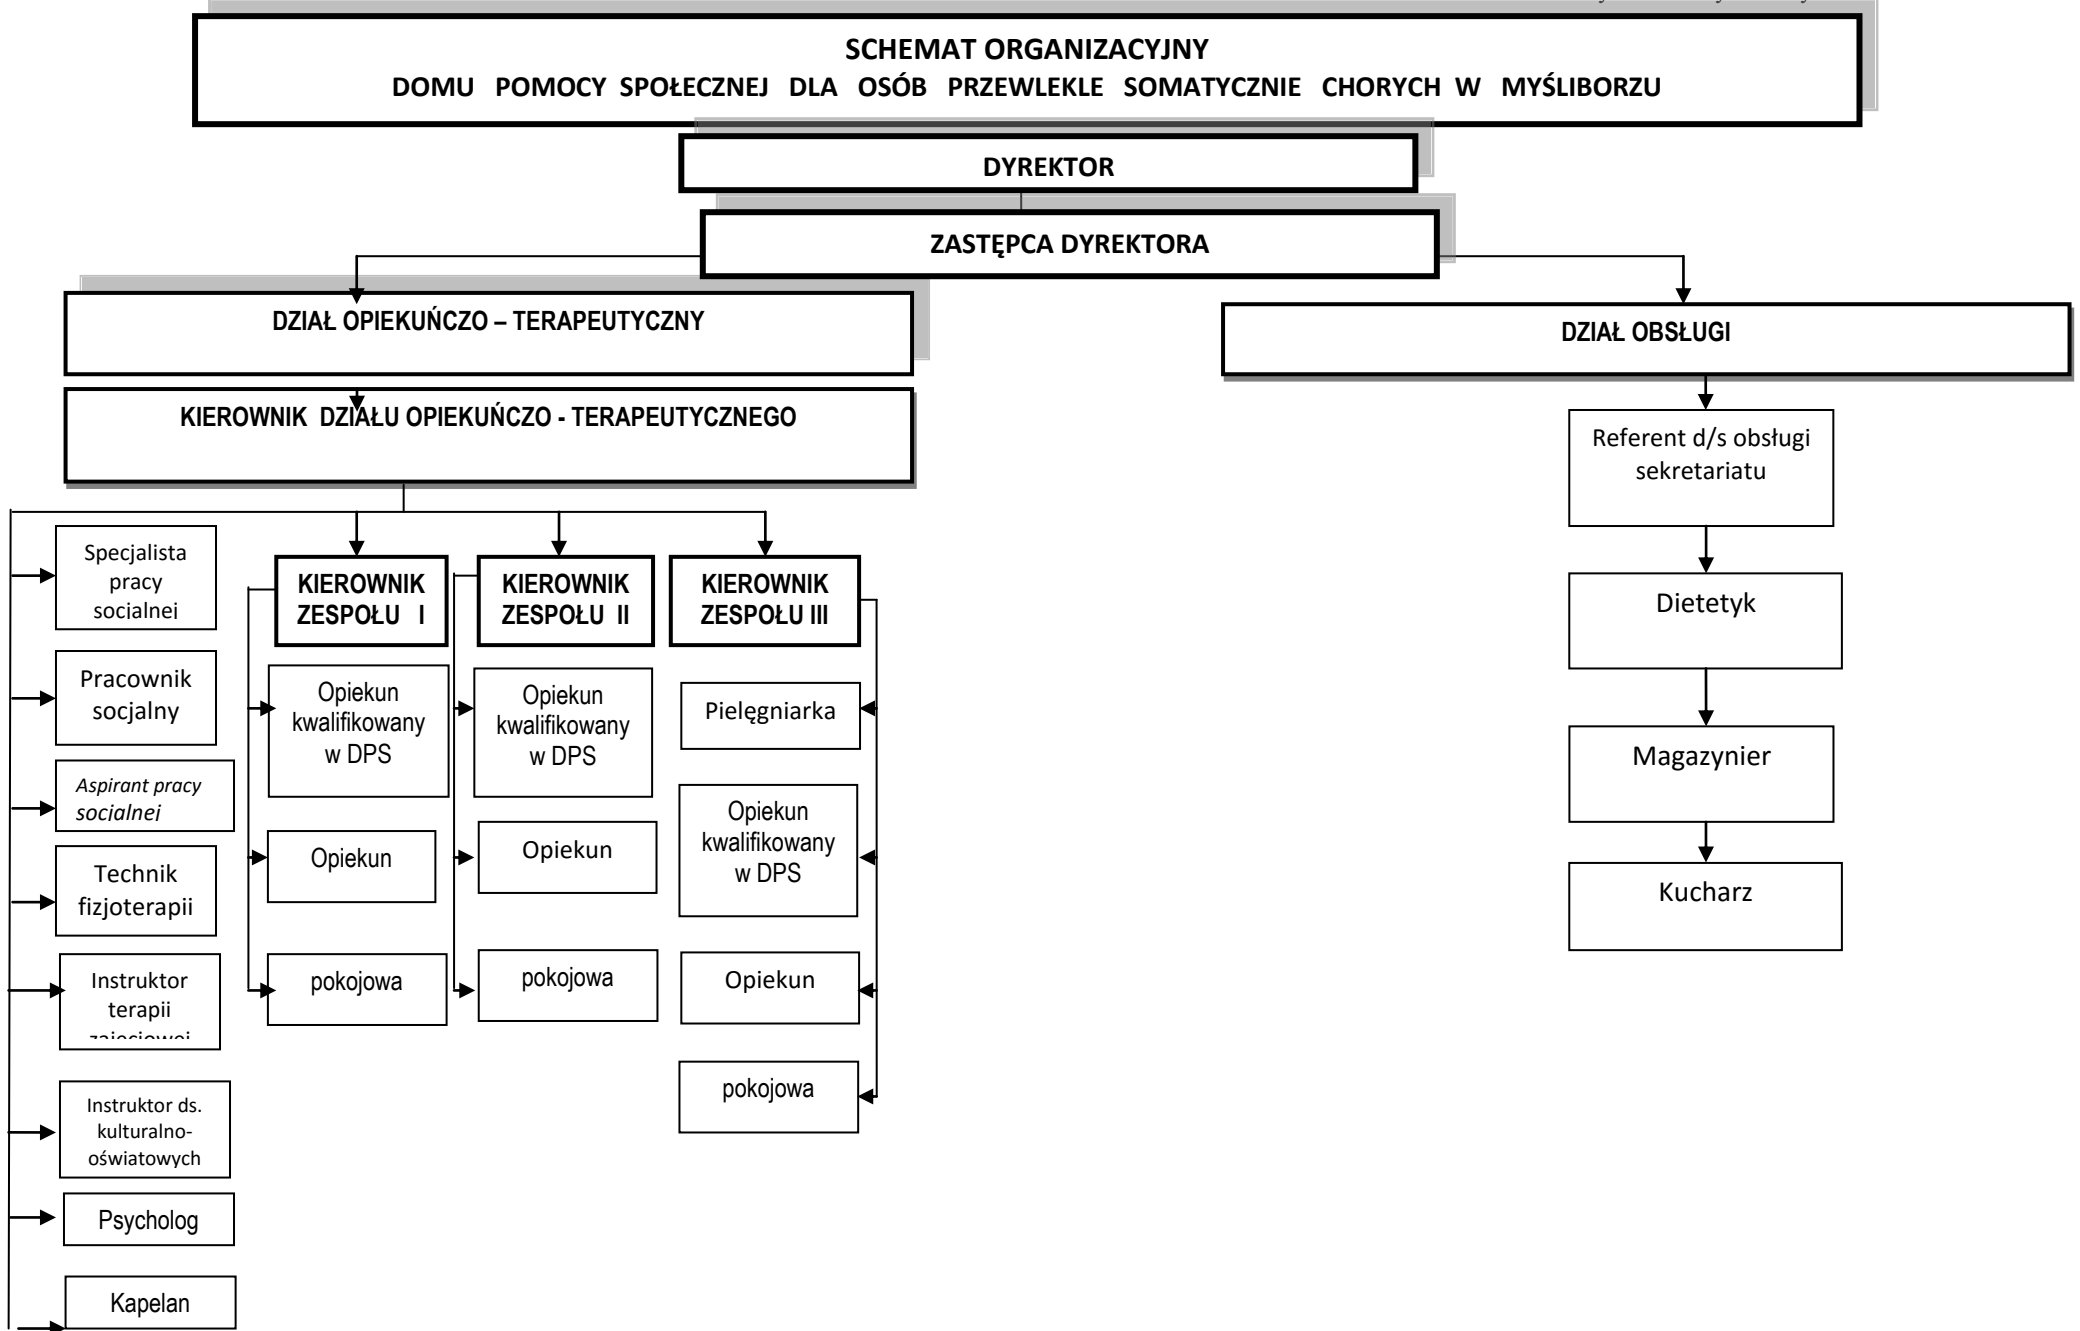 SCHEMAT ORGANIZACYJNY
DOMU POMOCY SPOŁECZNEJ DLA OSÓB PRZEWLEKLE SOMATYCZNIE CHORYCH W MYŚLIBORZU
DYREKTOR
ZASTĘPCA DYREKTORA
DZIAŁ OPIEKUŃCZO – TERAPEUTYCZNY
KIEROWNIK DZIAŁU OPIEKUŃCZO - TERAPEUTYCZNEGO
Specjalista
pracy
socjalnej
Pracownik
socjalny
Aspirant pracy
socjalnej
Technik
fizjoterapii
Instruktor
terapii
zajęciowej
Instruktor ds.
kulturalno-
oświatowych
Psycholog
Kapelan
KIEROWNIK
ZESPOŁU I
Opiekun
kwalifikowany
w DPS
Opiekun
pokojowa
KIEROWNIK
ZESPOŁU II
Opiekun
kwalifikowany
w DPS
Opiekun
pokojowa
KIEROWNIK
ZESPOŁU III
Pielęgniarka
Opiekun
kwalifikowany
w DPS
Opiekun
pokojowa
DZIAŁ OBSŁUGI
Referent d/s obsługi
sekretariatu
Dietetyk
Magazynier
Kucharz